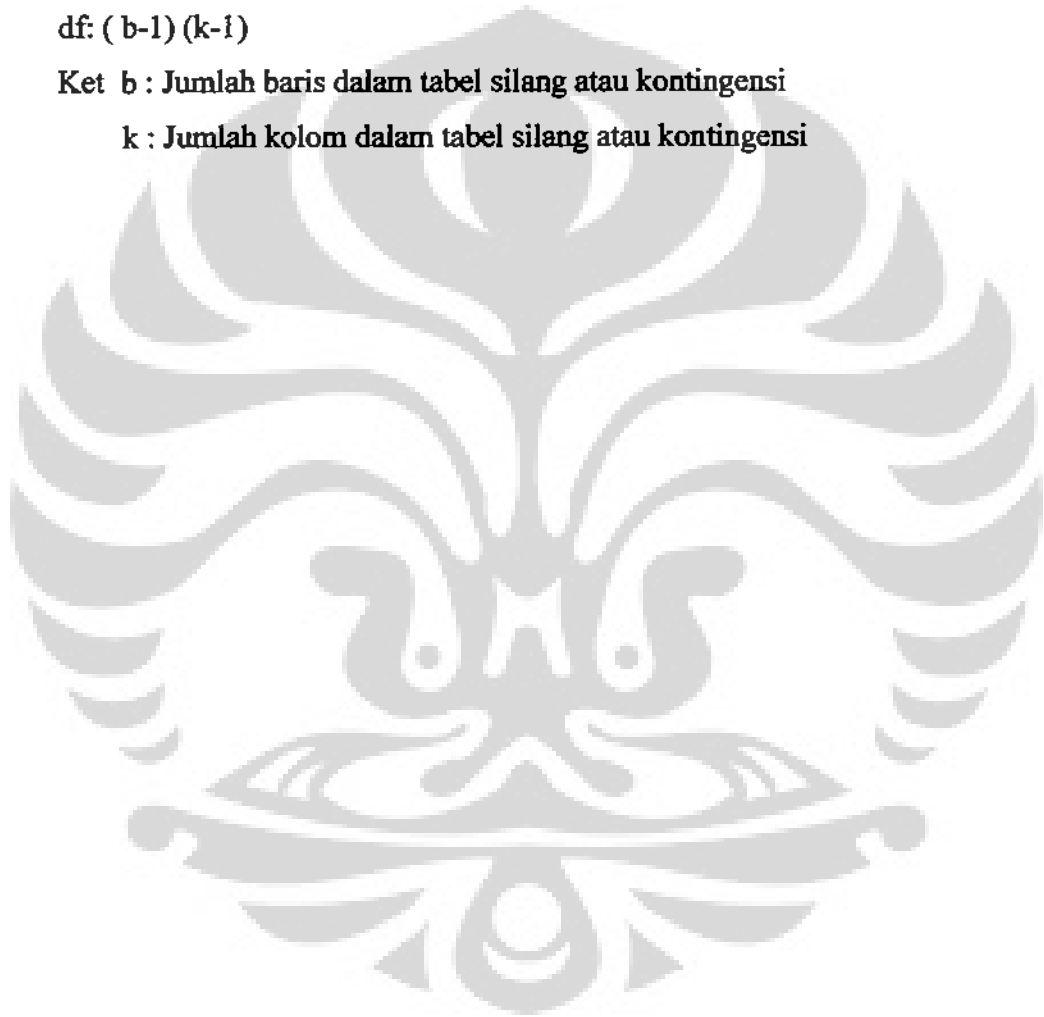 df: ( b-1) (k-1)
Ket b : Jumlah baris dalam tabel silang atau kontingensi
k : Jumlah kolom dalam tabel silang atau kontingensi